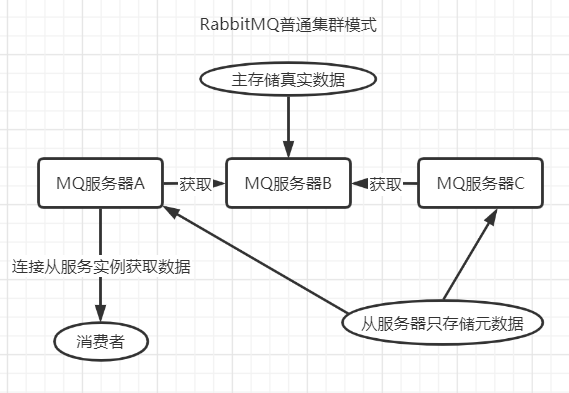 RabbitMQ普通集群模式
主存储真实数据
MQ服务器A
获取
MQ服务器B
获取
MQ服务器C
连接从服务实例获取数据
从服务器只存储元数据
消费者